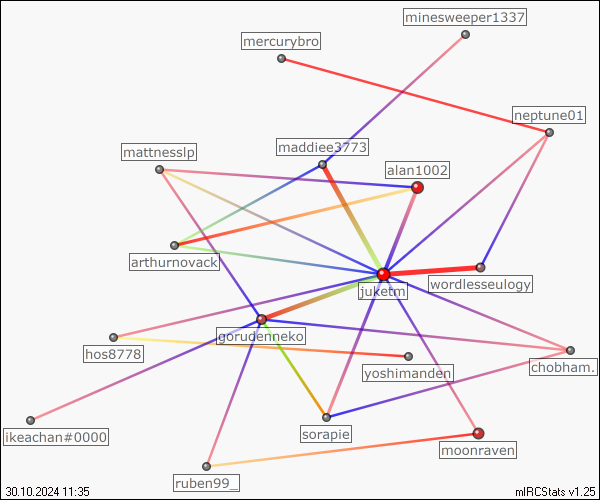 minesweeper1337
mercurybro
neptune01
maddiee3773
mattnesslp
alan1002
arthurnovack
wordlesseulogy
juketm
gorudenneko
hos8778
chobham.
yoshimanden
ikeachan#0000
sorapie
moonraven
ruben99_
30.10.2024 11:35
mIRCStats v1.25